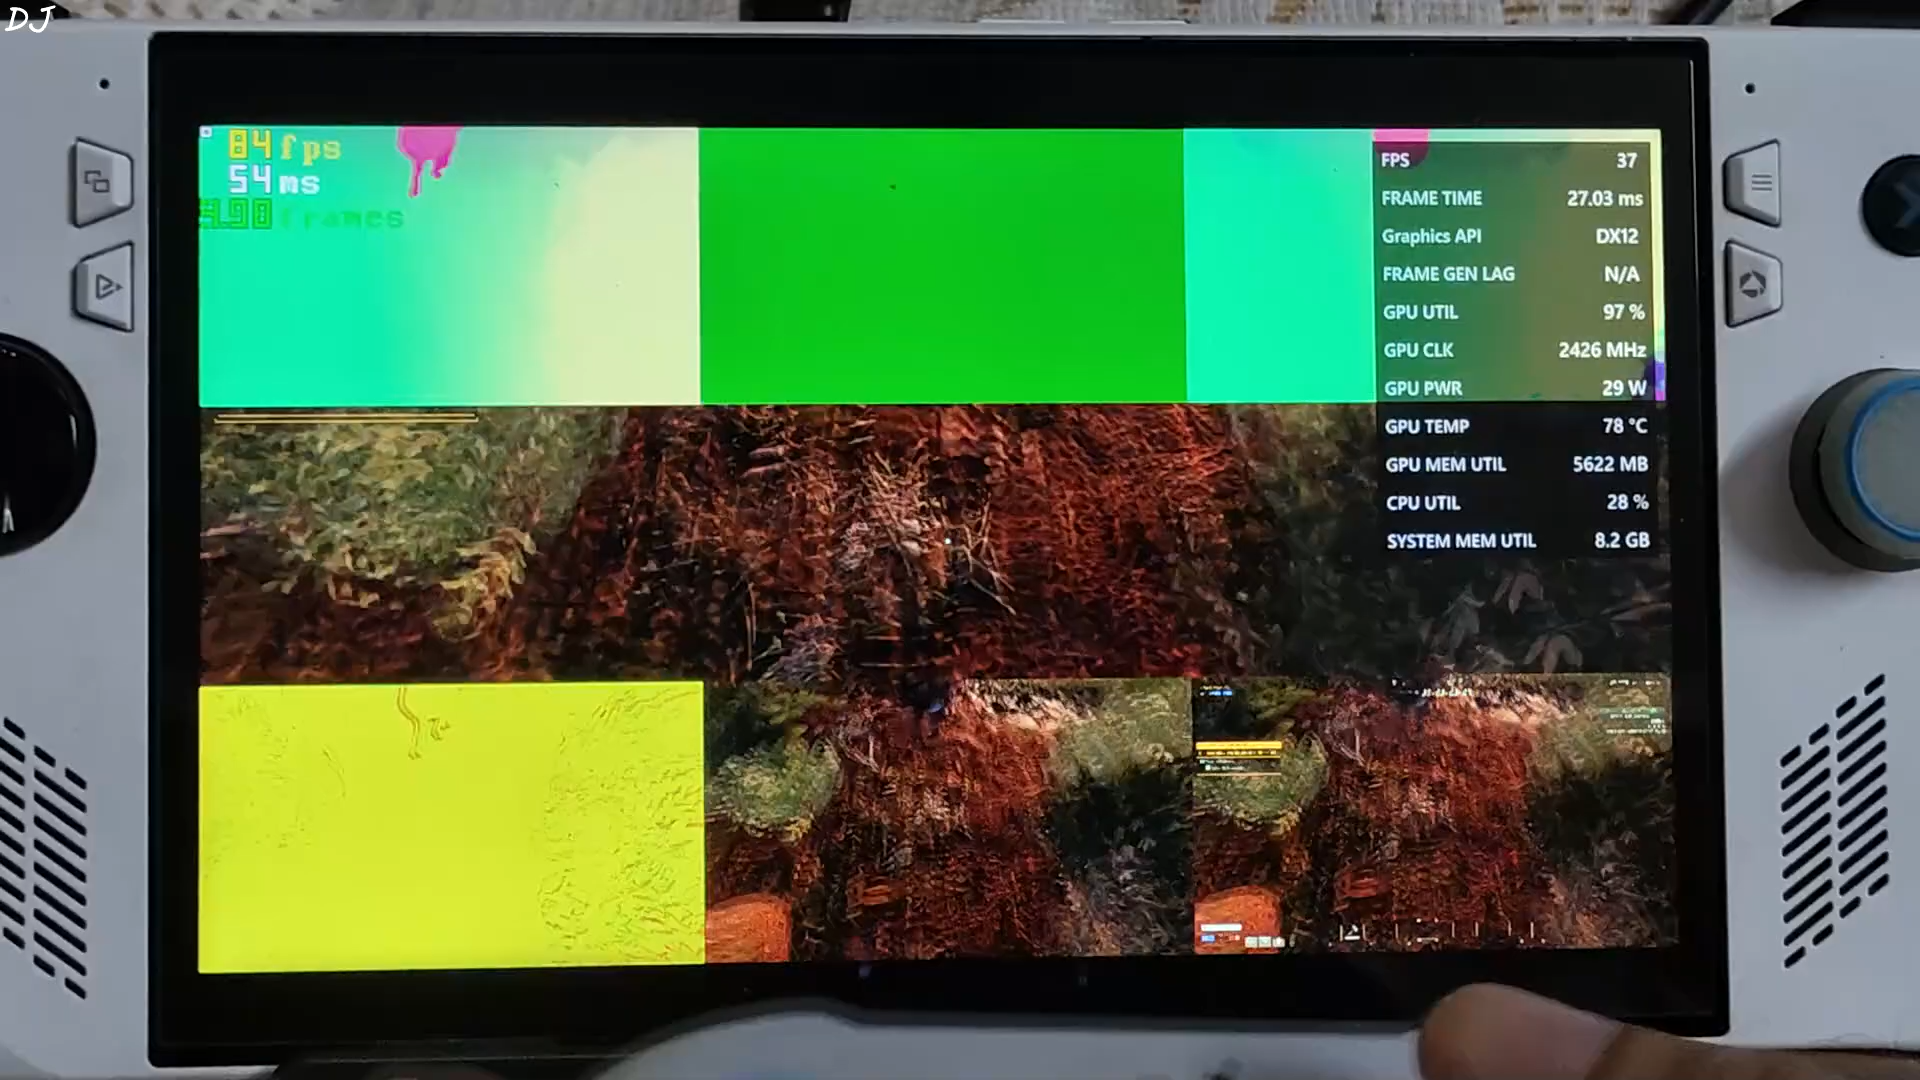 DJ
84 fps
54 ms
frames
FPS 37
FRAME TIME 27.03 ms
Graphics API DX12
FRAME GEN LAG N/A
GPU UTIL 97 %
GPU CLK 2426 MHz
GPU PWR 29 W
GPU TEMP 78 °C
GPU MEM UTIL 5622 MB
CPU UTIL 28 %
SYSTEM MEM UTIL 8.2 GB